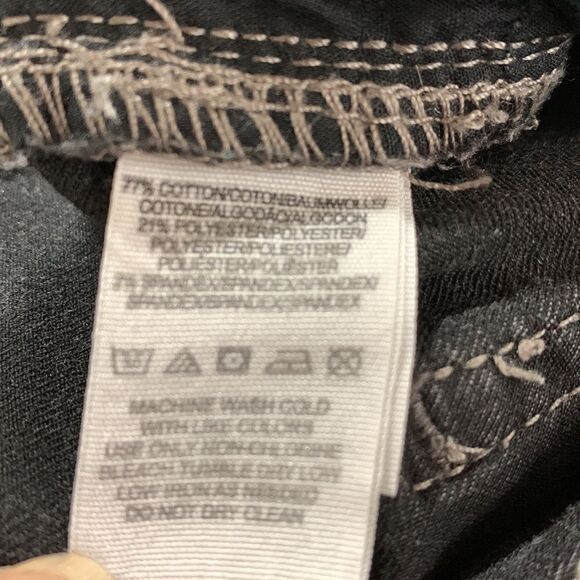 77% COTTON/COTON/BAUMWOLLE/
COTONE/ALGODÃO/ALGODON
21% POLYESTER/POLYESTER/
POLYESTER/POLIESTERE/
POLIESTER/POLIÉSTER
2% SPANDEX/SPANDEX/SPANDEX/
SPANDEX/SPANDEX/SPANDEX
MACHINE WASH COLD
WITH LIKE COLORS
USE ONLY NON-CHLORINE
BLEACH TUMBLE DRY LOW
LOW IRON AS NEEDED
DO NOT DRY CLEAN